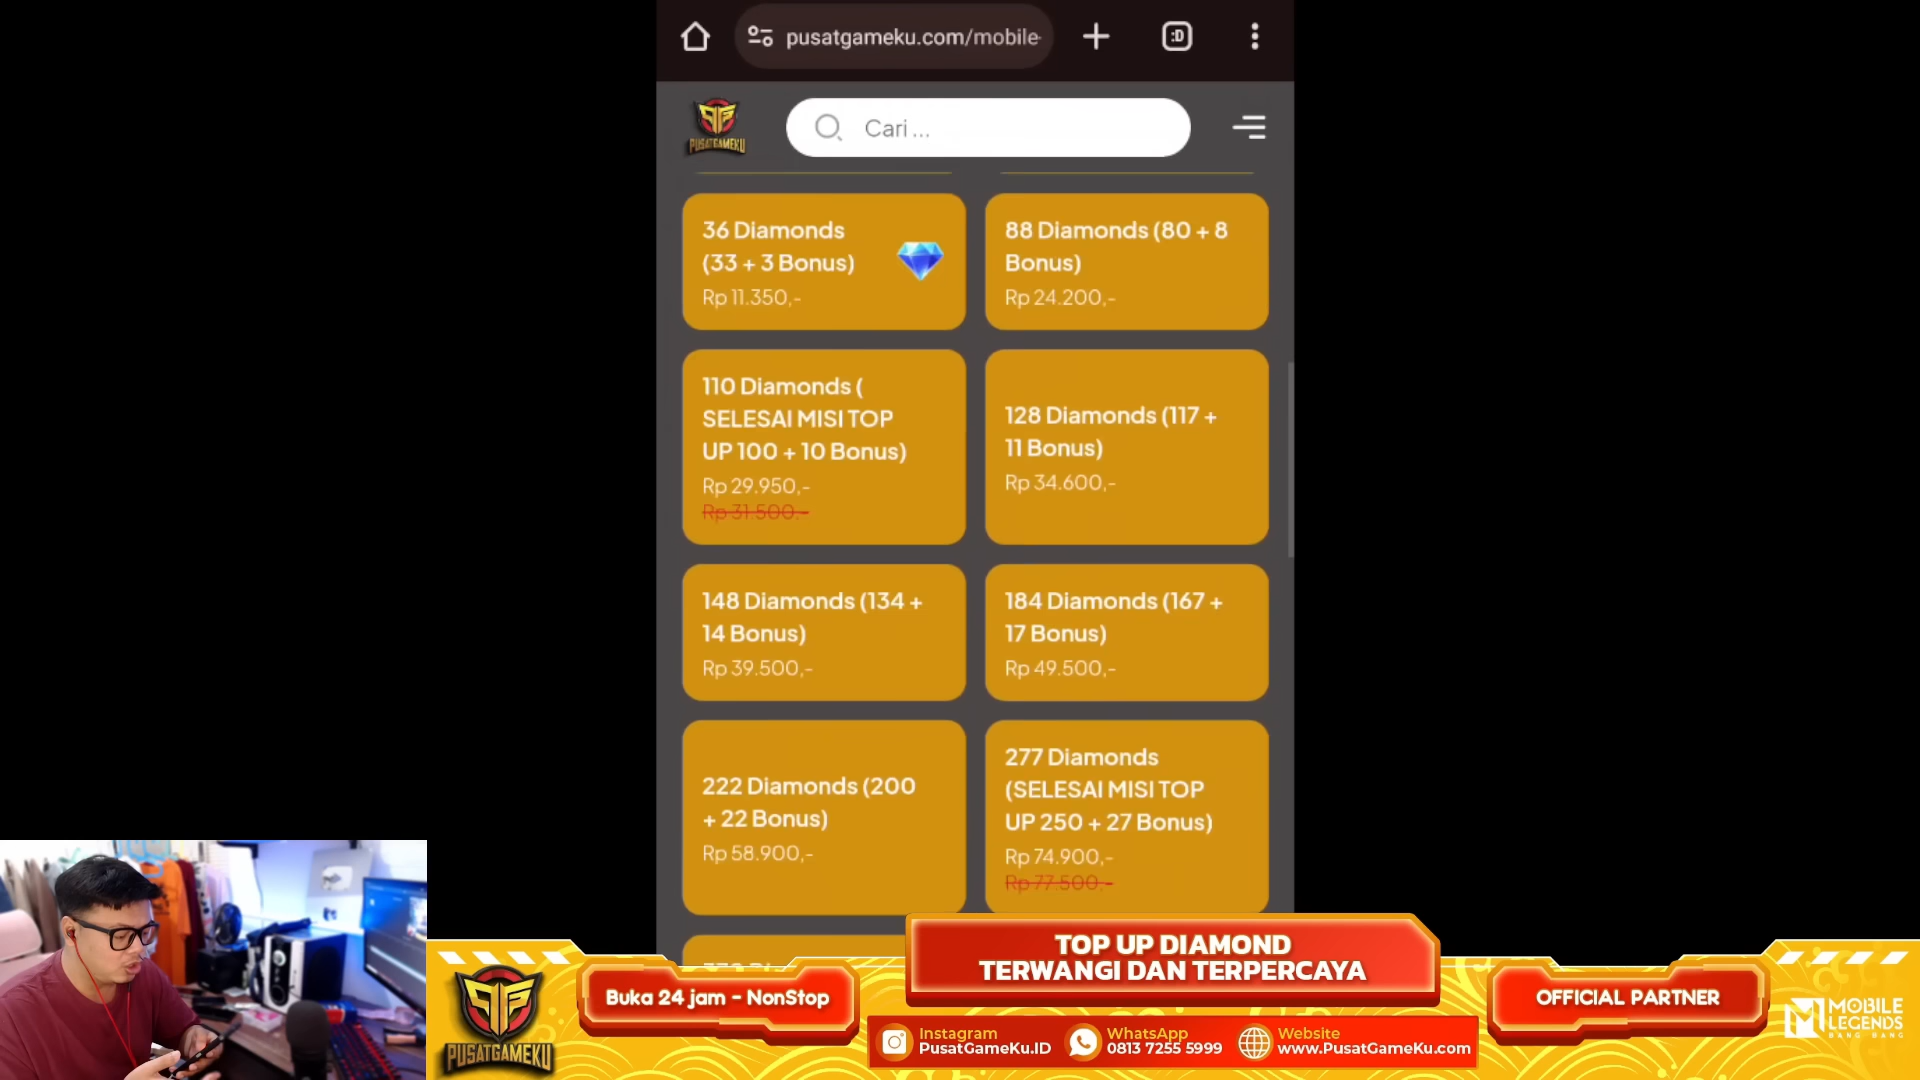 pusatgameku.com/mobile-
:D
PUSATGAMEKU
Cari ...
36 Diamonds
(33 + 3 Bonus)
Rp 11.350,-
88 Diamonds (80 + 8
Bonus)
Rp 24.200,-
110 Diamonds (
SELESAI MISI TOP
UP 100 + 10 Bonus)
Rp 29.950,-
Rp 31.500,-
128 Diamonds (117 +
11 Bonus)
Rp 34.600,-
148 Diamonds (134 +
14 Bonus)
Rp 39.500,-
184 Diamonds (167 +
17 Bonus)
Rp 49.500,-
222 Diamonds (200
+ 22 Bonus)
Rp 58.900,-
277 Diamonds
(SELESAI MISI TOP
UP 250 + 27 Bonus)
Rp 74.900,-
Rp 77.500,-
PUSATGAMEKU
Buka 24 jam - NonStop
TOP UP DIAMOND
TERWANGI DAN TERPERCAYA
Instagram
PusatGameKu.ID
WhatsApp
0813 7255 5999
Website
www.PusatGameKu.com
OFFICIAL PARTNER
MOBILE
LEGENDS
BANG BANG